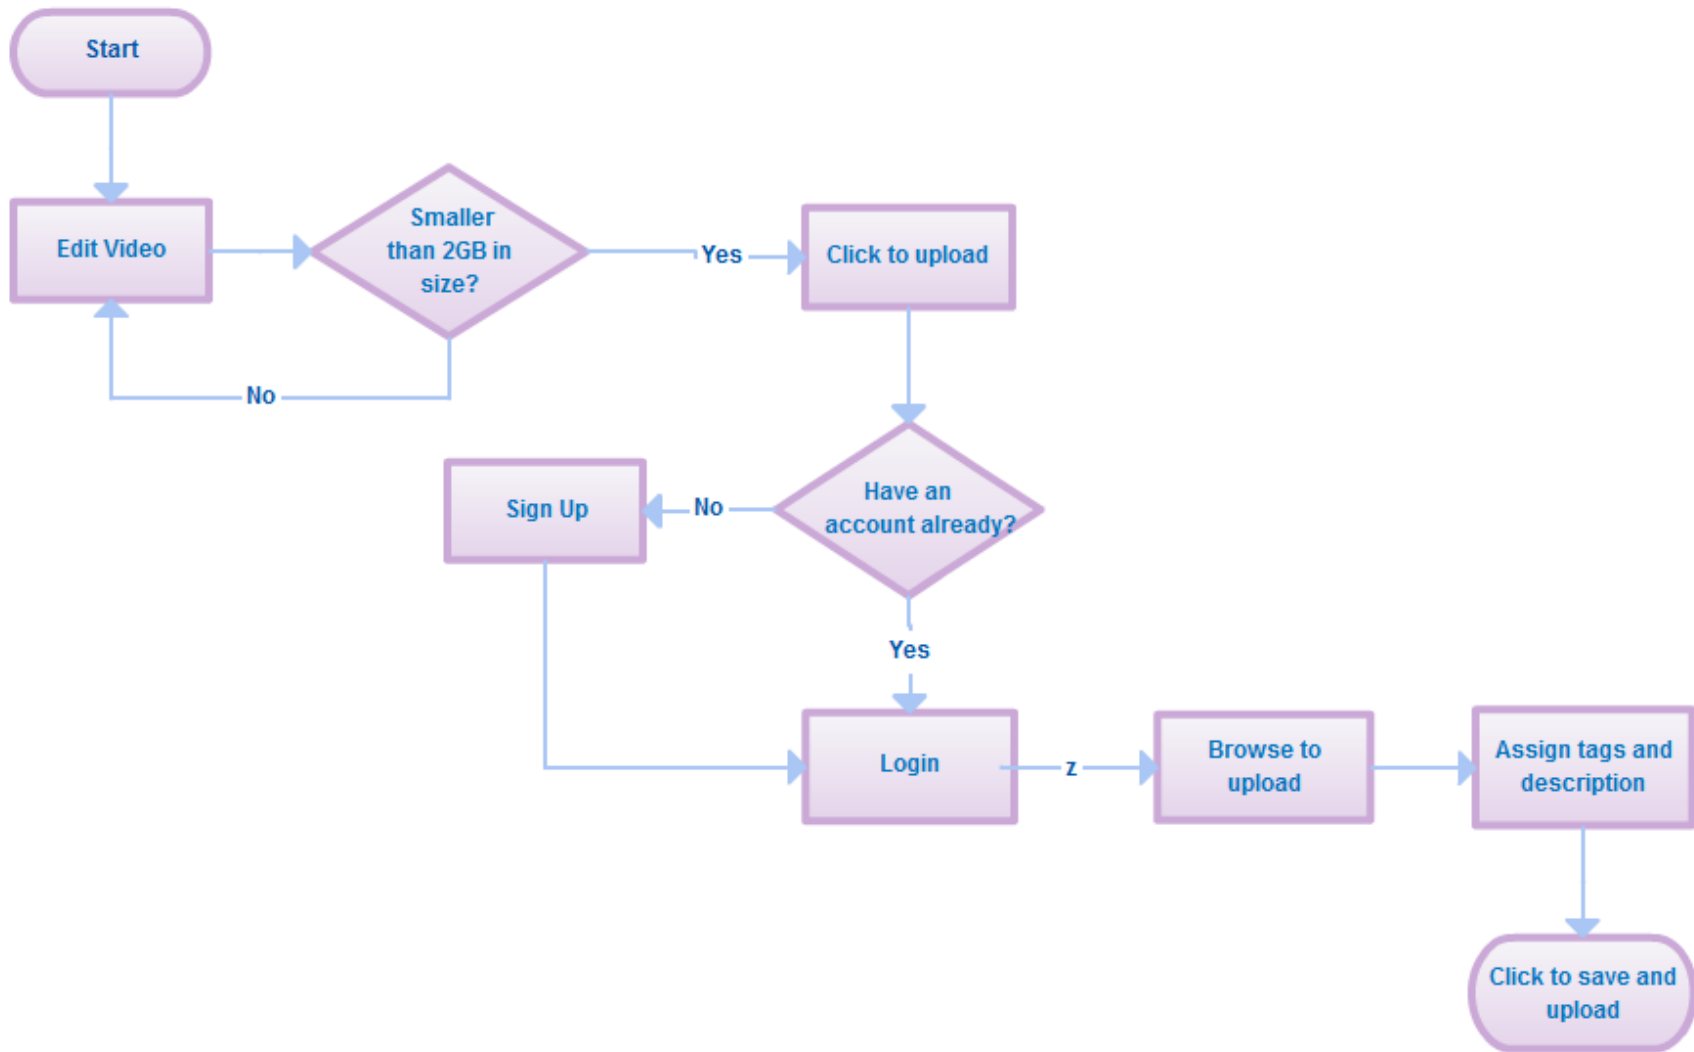 Start
Edit Video
Smaller
than 2GB in
size?
Yes
Click to upload
No
Sign Up
No
Have an
account already?
Yes
Login
z
Browse to
upload
Assign tags and
description
Click to save and
upload